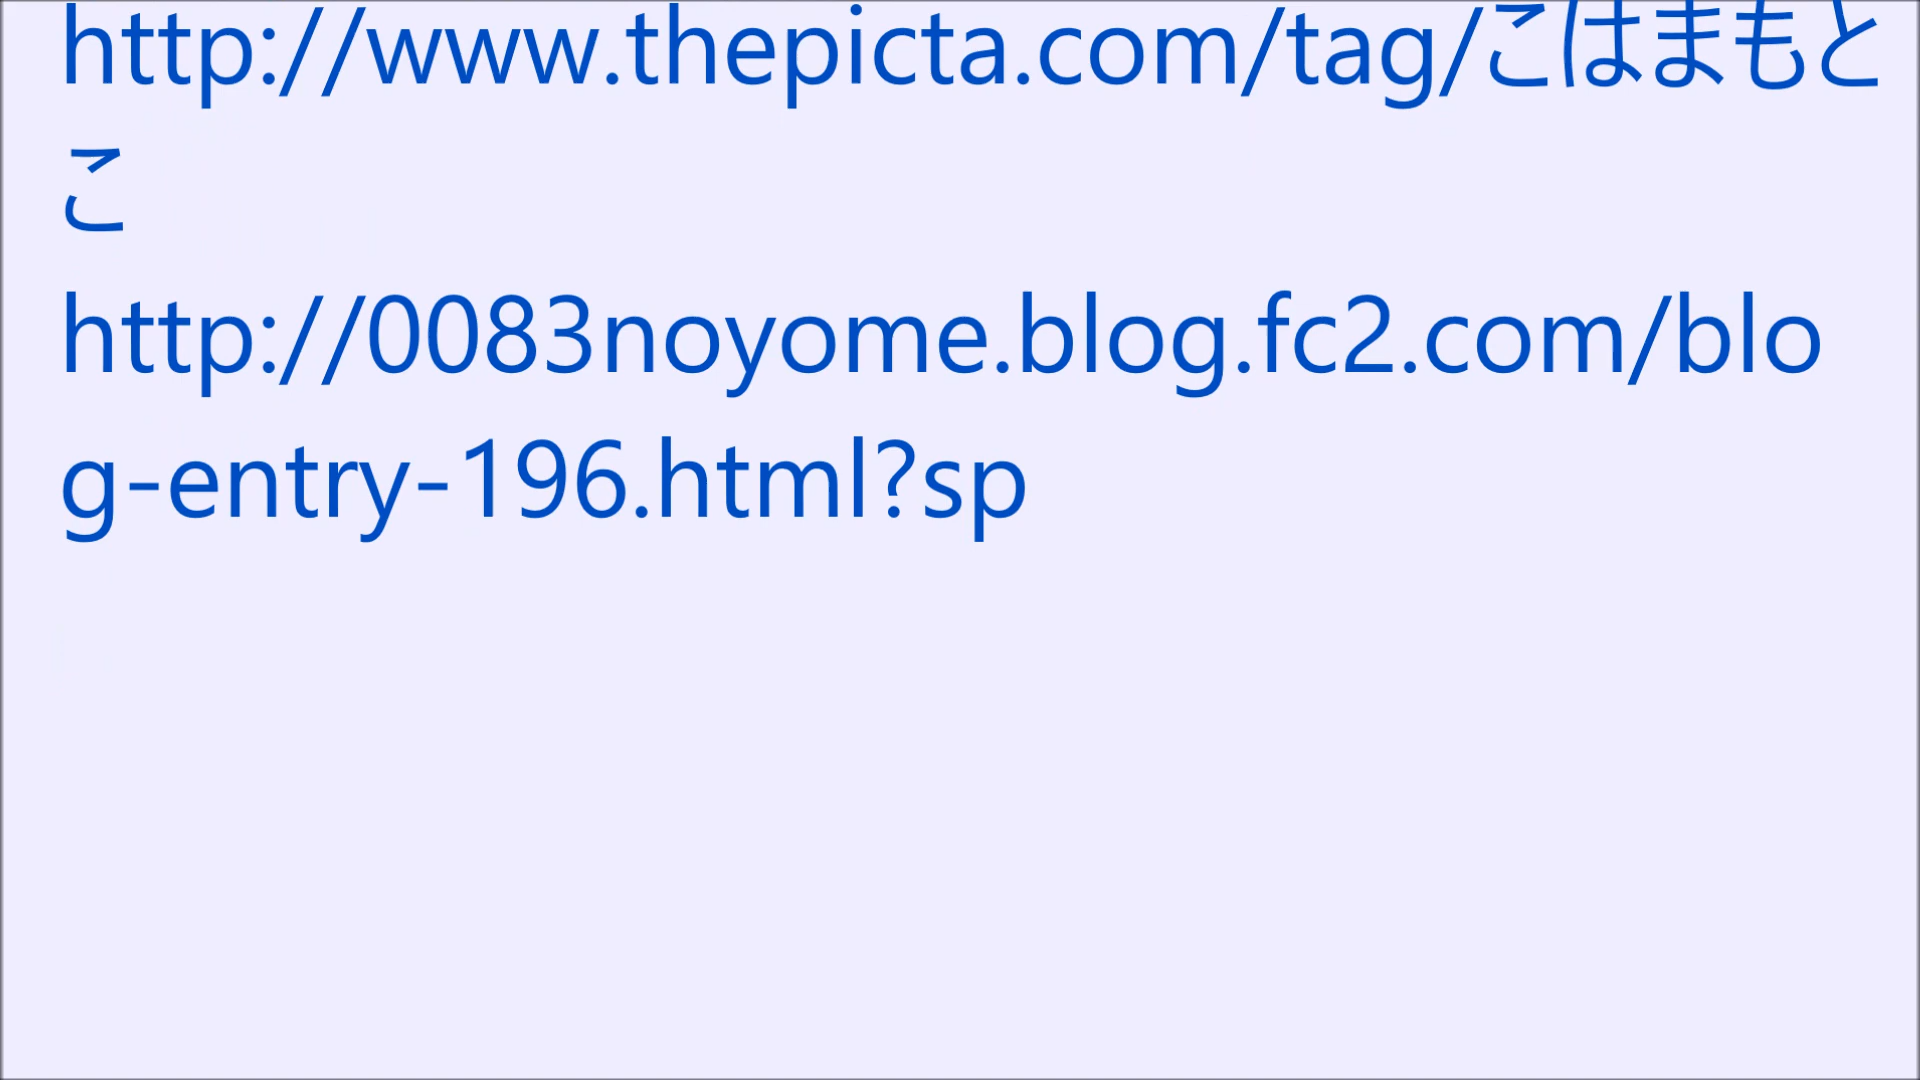 http://www.thepicta.com/tag/こはまもと
こ
http://0083noyome.blog.fc2.com/blo
g-entry-196.html?sp